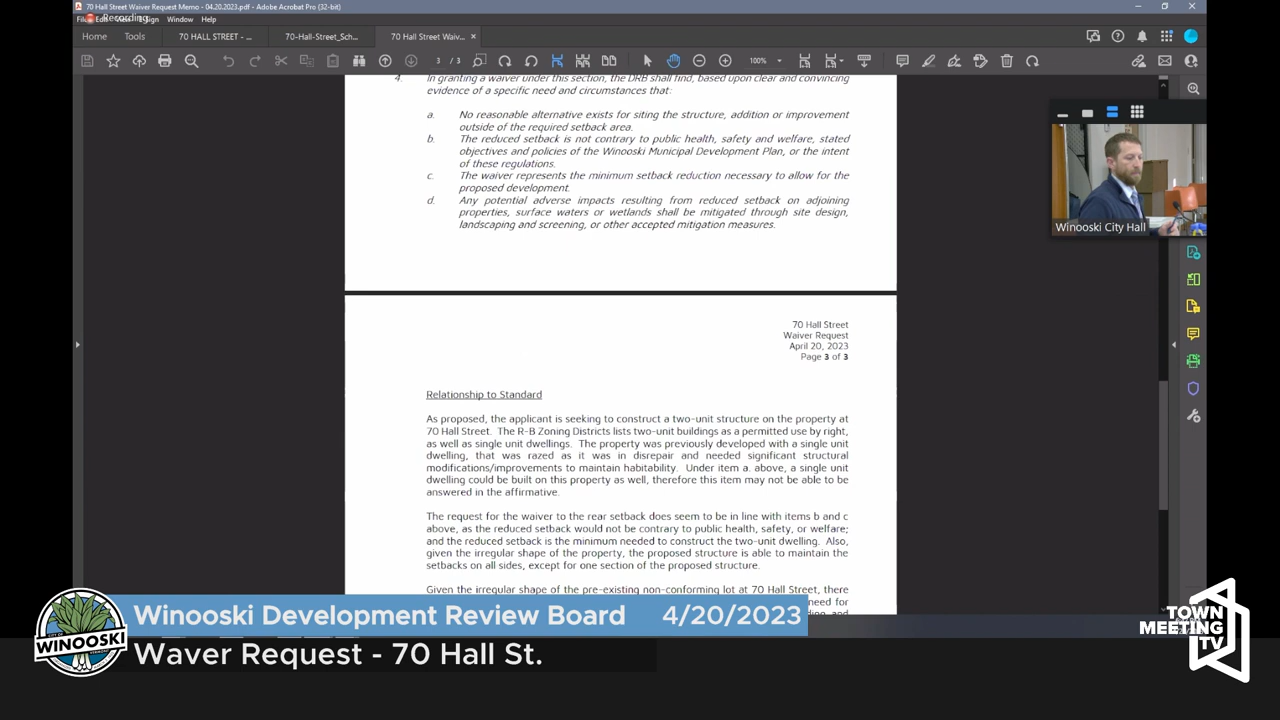 70 Hall Street Waiver Request Memo - 04.20.2023.pdf - Adobe Acrobat Pro (32-bit)
Recording
File Edit View Sign Window Help
Home Tools 70 HALL STREET - ... 70-Hall-Street_Sch... 70 Hall Street Waiv... ×
3 / 3 100%
4. In granting a waiver under this section, the DRB shall find, based upon clear and convincing
evidence of a specific need and circumstances that:
a. No reasonable alternative exists for siting the structure, addition or improvement
outside of the required setback area.
b. The reduced setback is not contrary to public health, safety and welfare, stated
objectives and policies of the Winooski Municipal Development Plan, or the intent
of these regulations.
c. The waiver represents the minimum setback reduction necessary to allow for the
proposed development.
d. Any potential adverse impacts resulting from reduced setback on adjoining
properties, surface waters or wetlands shall be mitigated through site design,
landscaping and screening, or other accepted mitigation measures.
Winooski City Hall
70 Hall Street
Waiver Request
April 20, 2023
Page 3 of 3
Relationship to Standard
As proposed, the applicant is seeking to construct a two-unit structure on the property at
70 Hall Street. The R-B Zoning Districts lists two-unit buildings as a permitted use by right,
as well as single unit dwellings. The property was previously developed with a single unit
dwelling, that was razed as it was in disrepair and needed significant structural
modifications/improvements to maintain habitability. Under item a. above, a single unit
dwelling could be built on this property as well, therefore this item may not be able to be
answered in the affirmative.
The request for the waiver to the rear setback does seem to be in line with items b and c
above, as the reduced setback would not be contrary to public health, safety, or welfare;
and the reduced setback is the minimum needed to construct the two-unit dwelling. Also,
given the irregular shape of the property, the proposed structure is able to maintain the
setbacks on all sides, except for one section of the proposed structure.
Given the irregular shape of the pre-existing non-conforming lot at 70 Hall Street, there
need for
CITY OF
WINOOSKI
VERMONT
Winooski Development Review Board 4/20/2023
Waver Request - 70 Hall St.
TOWN
MEETING
TV